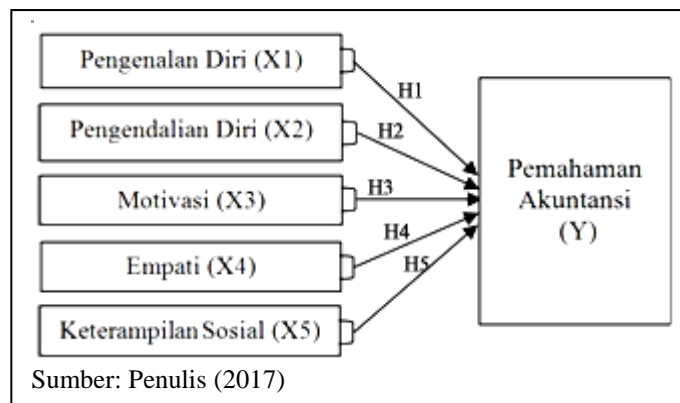 Pengenalan Diri (X1)
H1
Pengendalian Diri (X2)
H2
Motivasi (X3)
H3
Pemahaman
Akuntansi
(Y)
Empati (X4)
H4
Keterampilan Sosial (X5)
H5
Sumber: Penulis (2017)